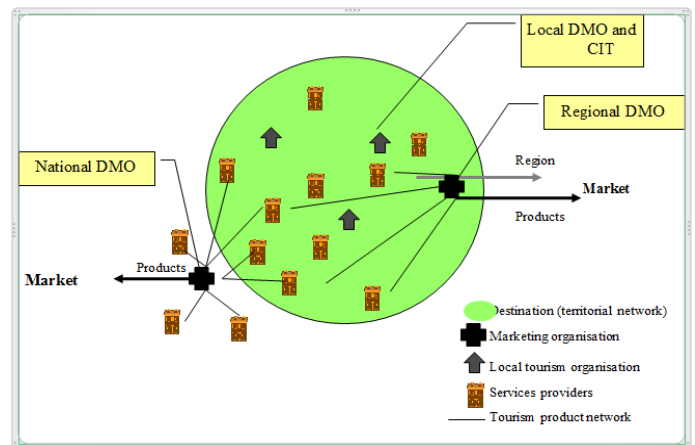 Local DMO and
CIT
Regional DMO
National DMO
Region
Market
Products
Products
Market
Destination (territorial network)
Marketing organisation
Local tourism organisation
Services providers
Tourism product network